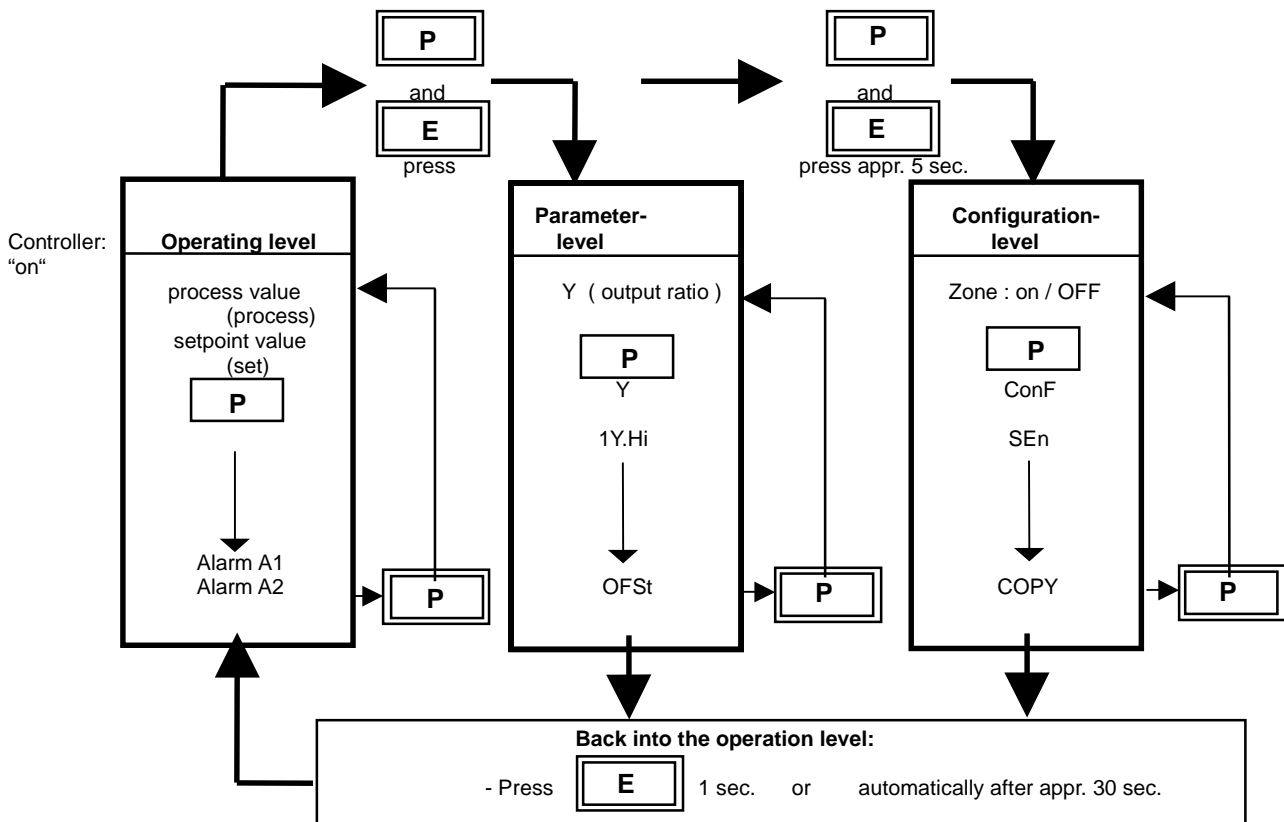 P
and
E
press
P
and
E
press appr. 5 sec.
Controller:
“on“
Operating level
process value
(process)
setpoint value
(set)
P
Alarm A1
Alarm A2
P
Parameter-
level
Y ( output ratio )
P
Y
1Y.Hi
OFSt
P
Configuration-
level
Zone : on / OFF
P
ConF
SEn
COPY
P
Back into the operation level:
- Press E 1 sec. or automatically after appr. 30 sec.